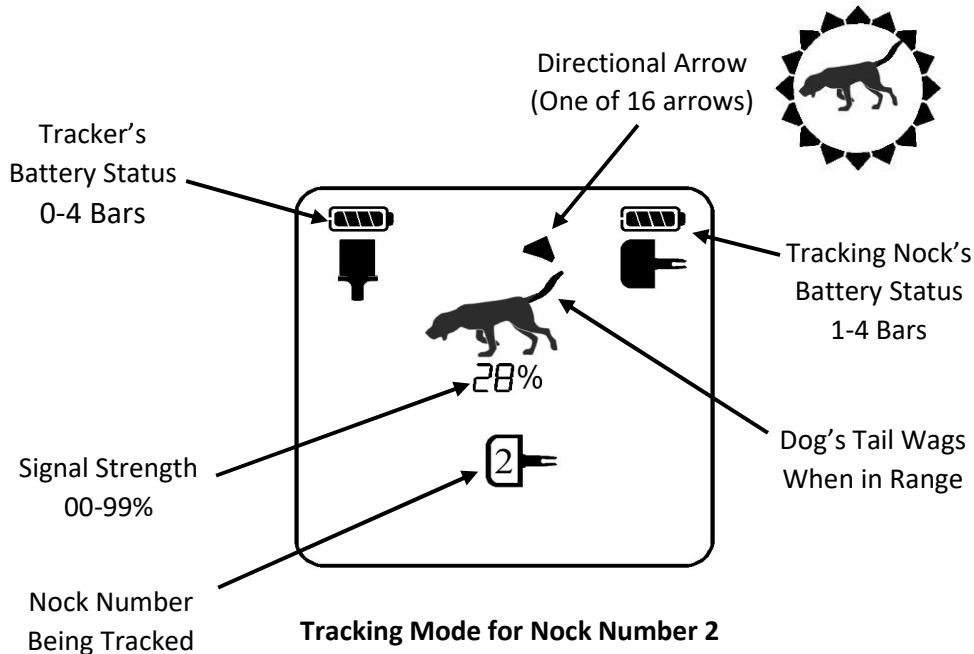 Directional Arrow
(One of 16 arrows)
Tracker’s
Battery Status
0-4 Bars
Tracking Nock’s
Battery Status
1-4 Bars
28%
Signal Strength
00-99%
Dog’s Tail Wags
When in Range
2
Nock Number
Being Tracked
Tracking Mode for Nock Number 2